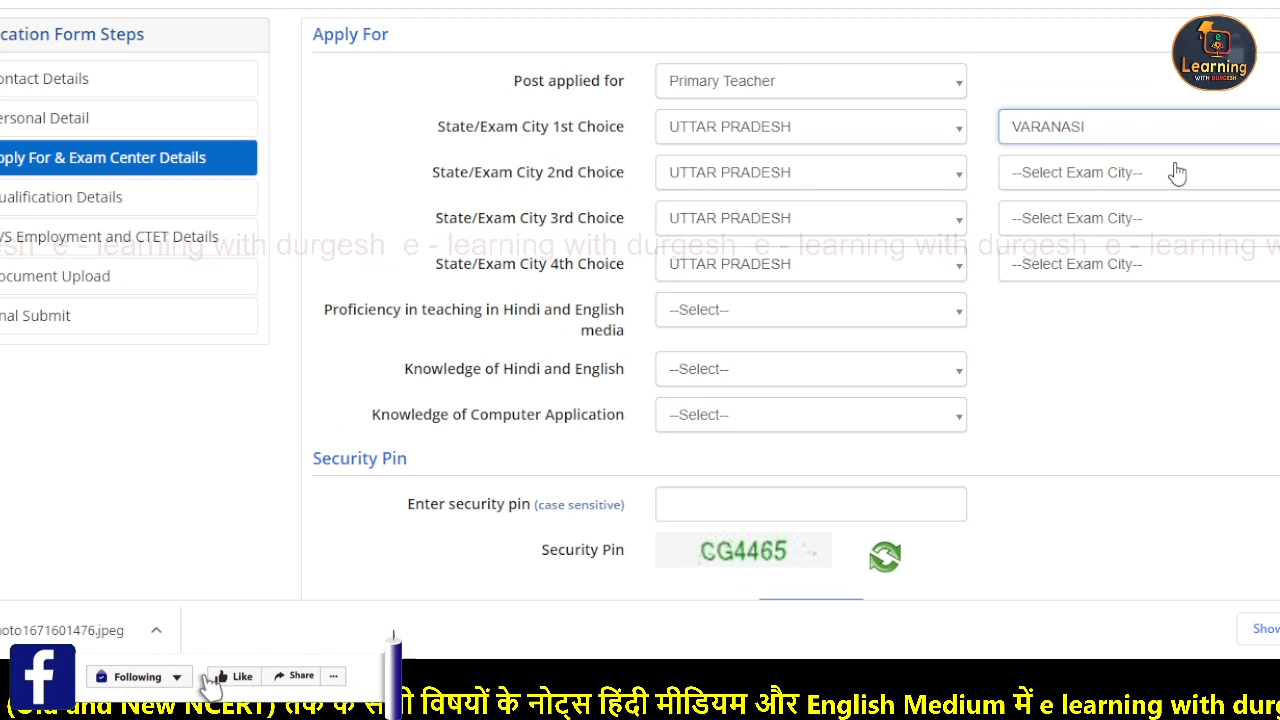 cation Form Steps
Apply For
Learning
WITH DURGESH
ontact Details
Post applied for
Primary Teacher
ersonal Detail
State/Exam City 1st Choice
UTTAR PRADESH
VARANASI
pply For & Exam Center Details
State/Exam City 2nd Choice
UTTAR PRADESH
--Select Exam City--
ualification Details
State/Exam City 3rd Choice
UTTAR PRADESH
--Select Exam City--
VS Employment and CTET Details
esh e - learning with durgesh e - learning with durgesh e - learning with durgesh e - learning w
State/Exam City 4th Choice
UTTAR PRADESH
--Select Exam City--
ocument Upload
Proficiency in teaching in Hindi and English
media
--Select--
nal Submit
Knowledge of Hindi and English
--Select--
Knowledge of Computer Application
--Select--
Security Pin
Enter security pin (case sensitive)
Security Pin
CG4465
oto1671601476.jpeg
Show
Following
Like
Share
विषयों के नोट्स हिंदी मीडियम और English Medium में e learning with durg